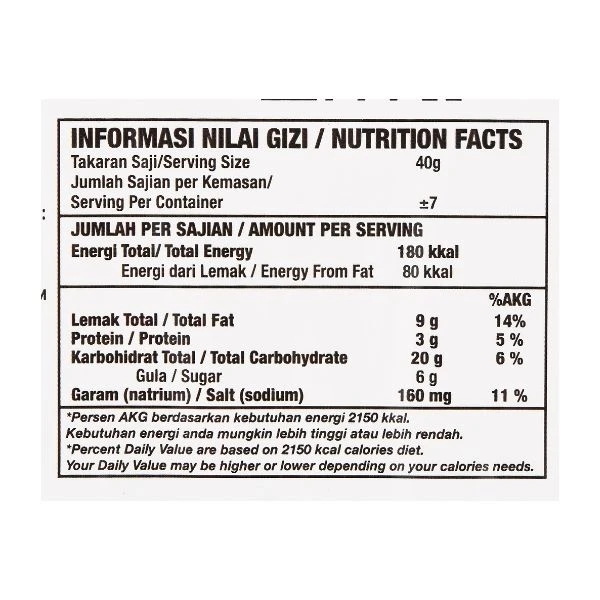 INFORMASI NILAI GIZI / NUTRITION FACTS
Takaran Saji/Serving Size 40g
Jumlah Sajian per Kemasan/
Serving Per Container ±7
JUMLAH PER SAJIAN / AMOUNT PER SERVING
Energi Total/ Total Energy 180 kkal
Energi dari Lemak / Energy From Fat 80 kkal
%AKG
Lemak Total / Total Fat 9 g 14%
Protein / Protein 3 g 5 %
Karbohidrat Total / Total Carbohydrate 20 g 6 %
Gula / Sugar 6 g
Garam (natrium) / Salt (sodium) 160 mg 11 %
*Persen AKG berdasarkan kebutuhan energi 2150 kkal.
Kebutuhan energi anda mungkin lebih tinggi atau lebih rendah.
*Percent Daily Value are based on 2150 kcal calories diet.
Your Daily Value may be higher or lower depending on your calories needs.